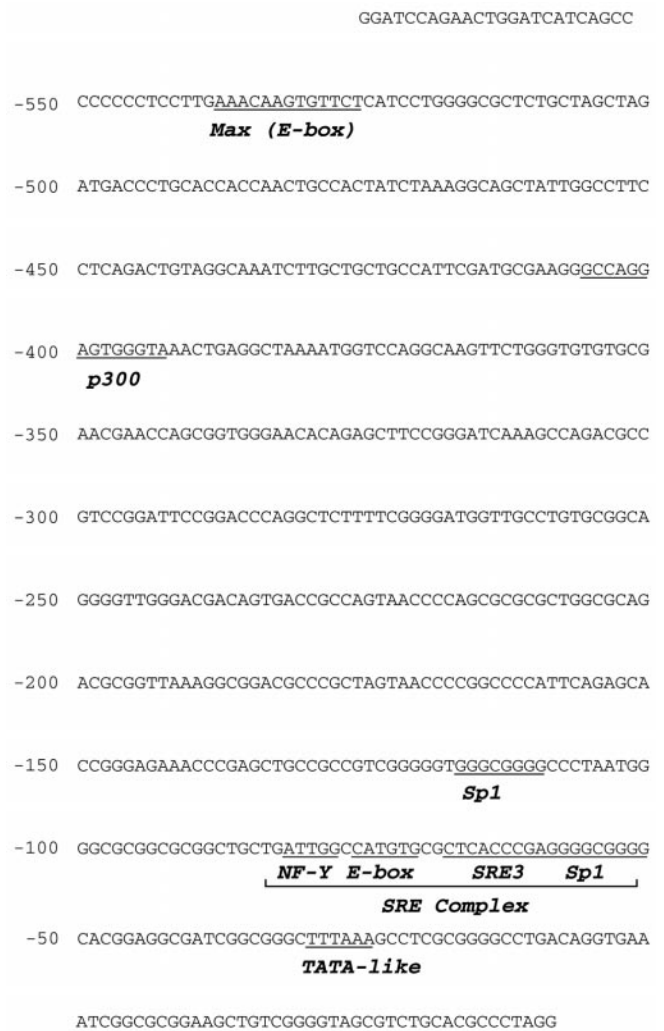 GGATCCAGAACTGGATCATCAGCC
-550 CCCCCCTCCTTGAAACAAGTGTTCTCATCCTGGGGCGCTCTGCTAGCTAG
Max (E-box)
-500 ATGACCCTGCACCACCAACTGCCACTATCTAAAGGCAGCTATTGGCCTTC
-450 CTCAGACTGTAGGCAAATCTTGCTGCTGCCATTCGATGCGAAGGGCCAGG
-400 AGTGGGTAAACTGAGGCTAAAATGGTCCAGGCAAGTTCTGGGTGTGTGCG
p300
-350 AACGAACCAGCGGTGGGAACACAGAGCTTCCGGGATCAAAGCCAGACGCC
-300 GTCCGGATTCCGGACCCAGGCTCTTTTCGGGGATGGTTGCCTGTGCGGCA
-250 GGGGTTGGGACGACAGTGACCGCCAGTAACCCCAGCGCGCGCTGGCGCAG
-200 ACGCGGTTAAAGGCGGACGCCCGCTAGTAACCCCGGCCCCATTCAGAGCA
-150 CCGGGAGAAACCCGAGCTGCCGCCGTCGGGGGTGGGCGGGGCCCTAATGG
Sp1
-100 GGCGCGGCGCGGCTGCTGATTGGCCATGTGCGCTCACCCGAGGGGCGGGG
NF-Y E-box SRE3 Sp1
SRE Complex
-50 CACGGAGGCGATCGGCGGGCTTTAAAGCCTCGCGGGGCCTGACAGGTGAA
TATA-like
ATCGGCGCGGAAGCTGTCGGGGTAGCGTCTGCACGCCCTAGG